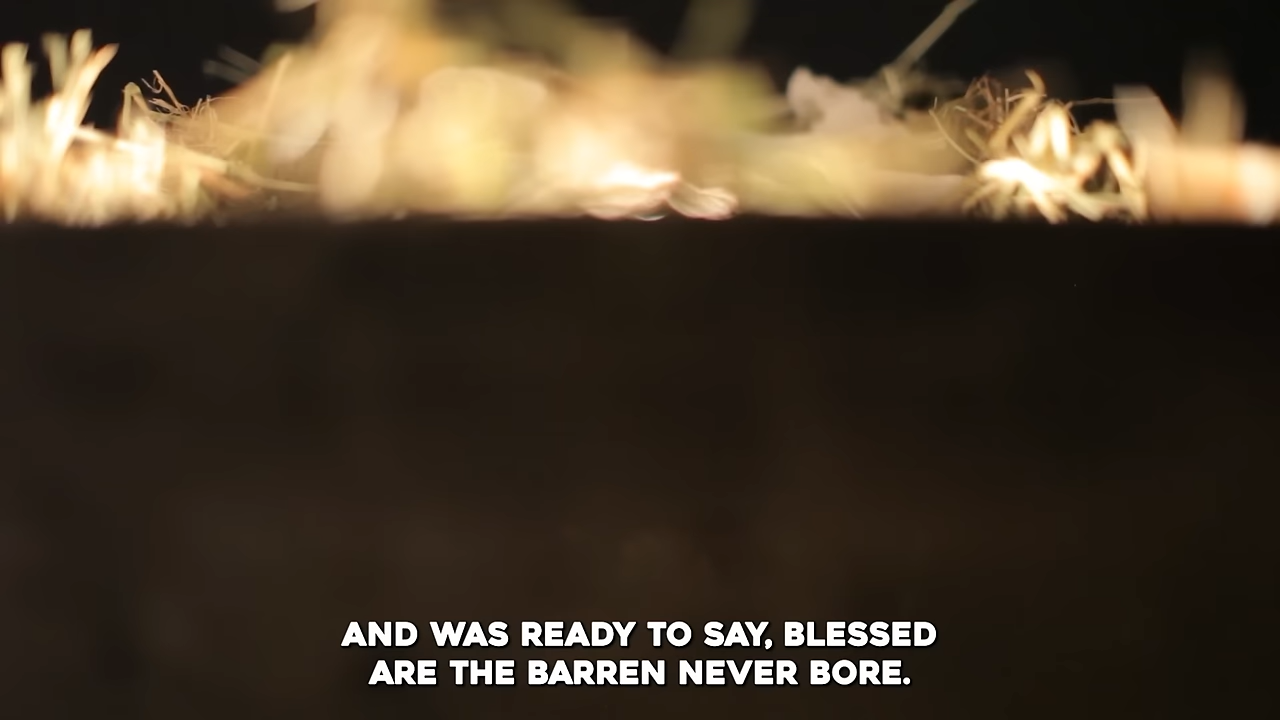 AND WAS READY TO SAY, BLESSED
ARE THE BARREN NEVER BORE.